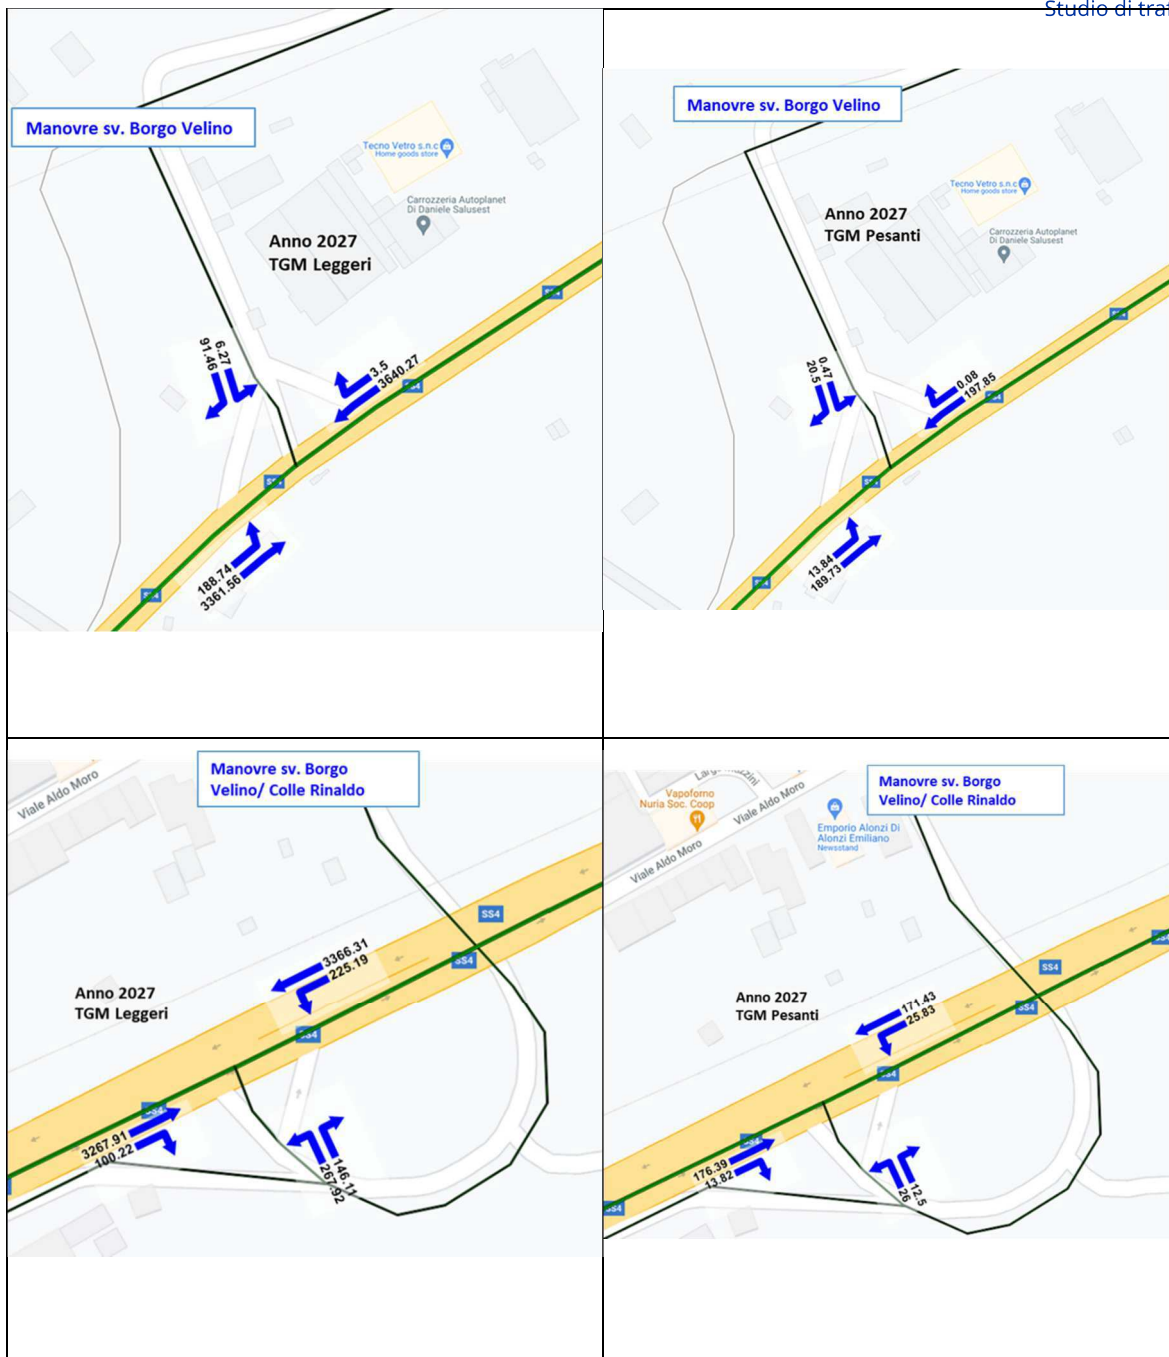 Studio di traf
Manovre sv. Borgo Velino
Tecno Vetro s.n.c
Home goods store
Carrozzeria Autoplanet
Di Daniele Salusest
Anno 2027
TGM Leggeri
SS4
6.27
91.46
3.5
3640.27
SS4
SS4
188.74
3361.56
SS4
Manovre sv. Borgo Velino
Tecno Vetro s.n.c
Home goods store
Carrozzeria Autoplanet
Di Daniele Salusest
Anno 2027
TGM Pesanti
SS4
0.47
20.5
0.08
197.85
SS4
SS4
13.84
189.73
SS4
Manovre sv. Borgo
Velino/ Colle Rinaldo
Viale Aldo Moro
SS4
SS4
3366.31
225.19
Anno 2027
TGM Leggeri
SS4
SS4
3267.91
100.22
146.11
267.92
Manovre sv. Borgo
Velino/ Colle Rinaldo
Vapoforno
Nuria Soc. Coop
Viale Aldo Moro
Emporio Alonzi Di
Alonzi Emiliano
Newsstand
Viale Aldo Moro
SS4
SS4
SS4
171.43
25.83
Anno 2027
TGM Pesanti
SS4
SS4
176.39
13.82
12.5
26
SS4